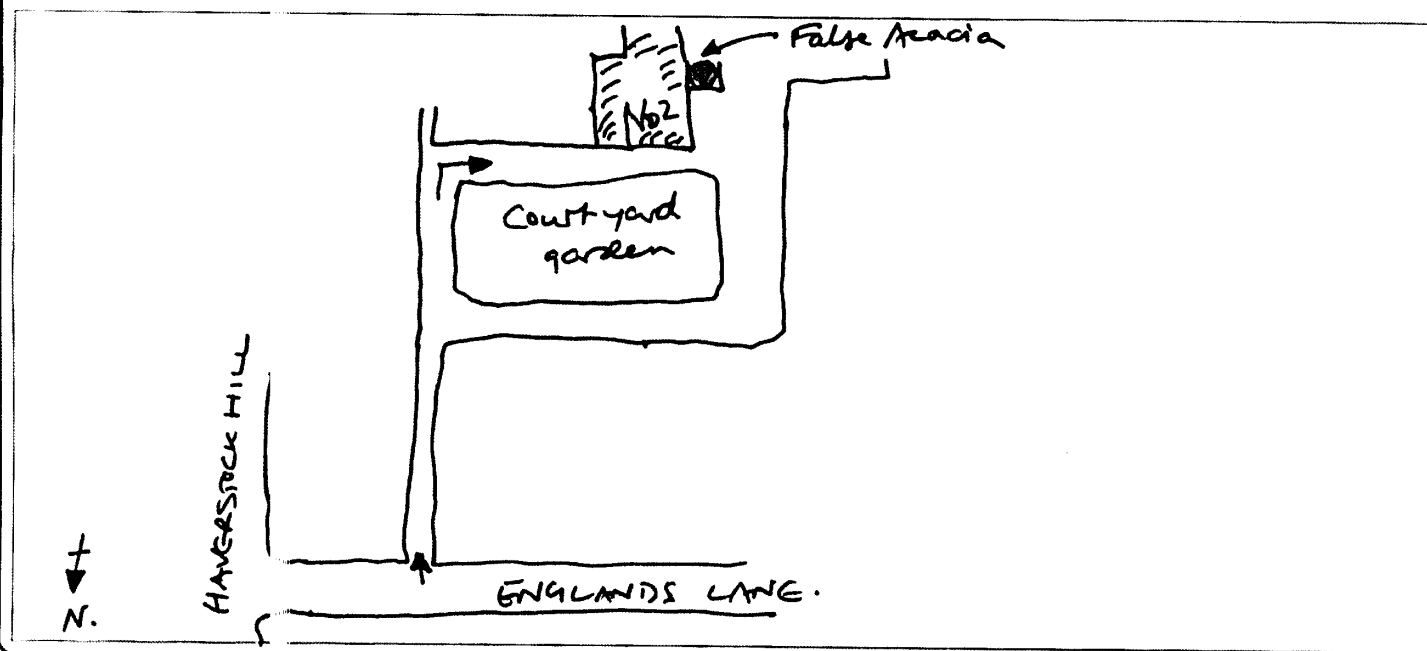 False Acacia
No2
Courtyard
garden
HAVERSTOCK HILL
ENGLANDS LANE.
N.